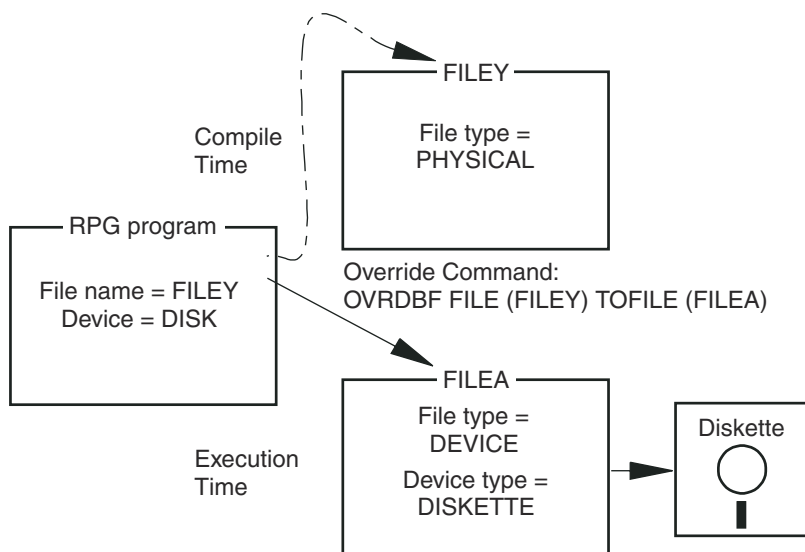 FILEY
File type =
PHYSICAL
Compile
Time
RPG program
File name = FILEY
Device = DISK
Override Command:
OVRDBF FILE (FILEY) TOFILE (FILEA)
FILEA
File type =
DEVICE
Device type =
DISKETTE
Execution
Time
Diskette